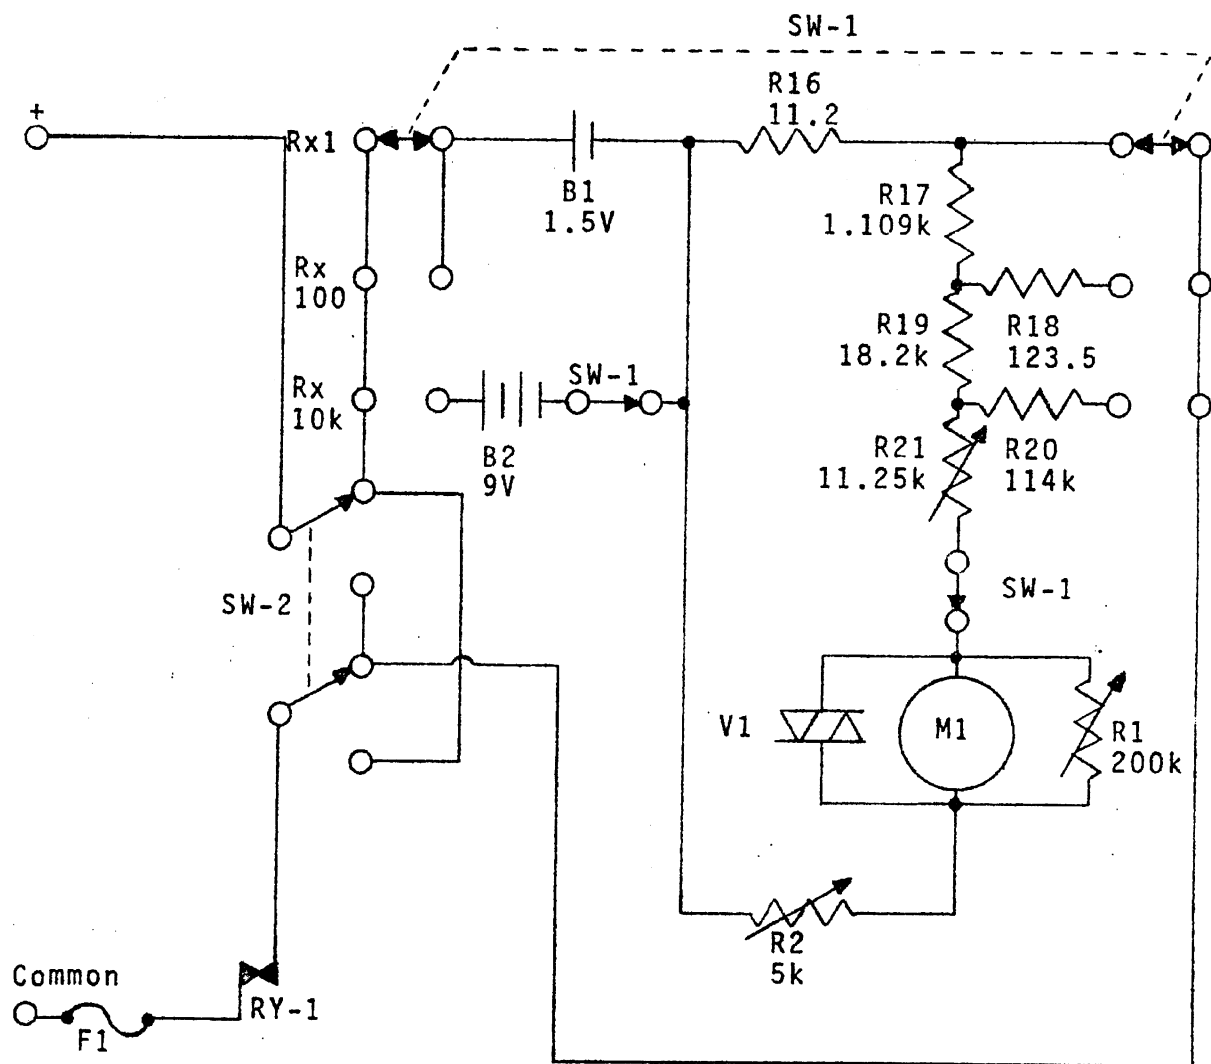 SW-1
R16
11.2
+
Rx1
B1
1.5V
R17
1.109k
Rx
100
R19
18.2k
R18
123.5
Rx
10k
SW-1
B2
9V
R21
11.25k
R20
114k
SW-2
SW-1
V1
M1
R1
200k
R2
5k
Common
F1
RY-1